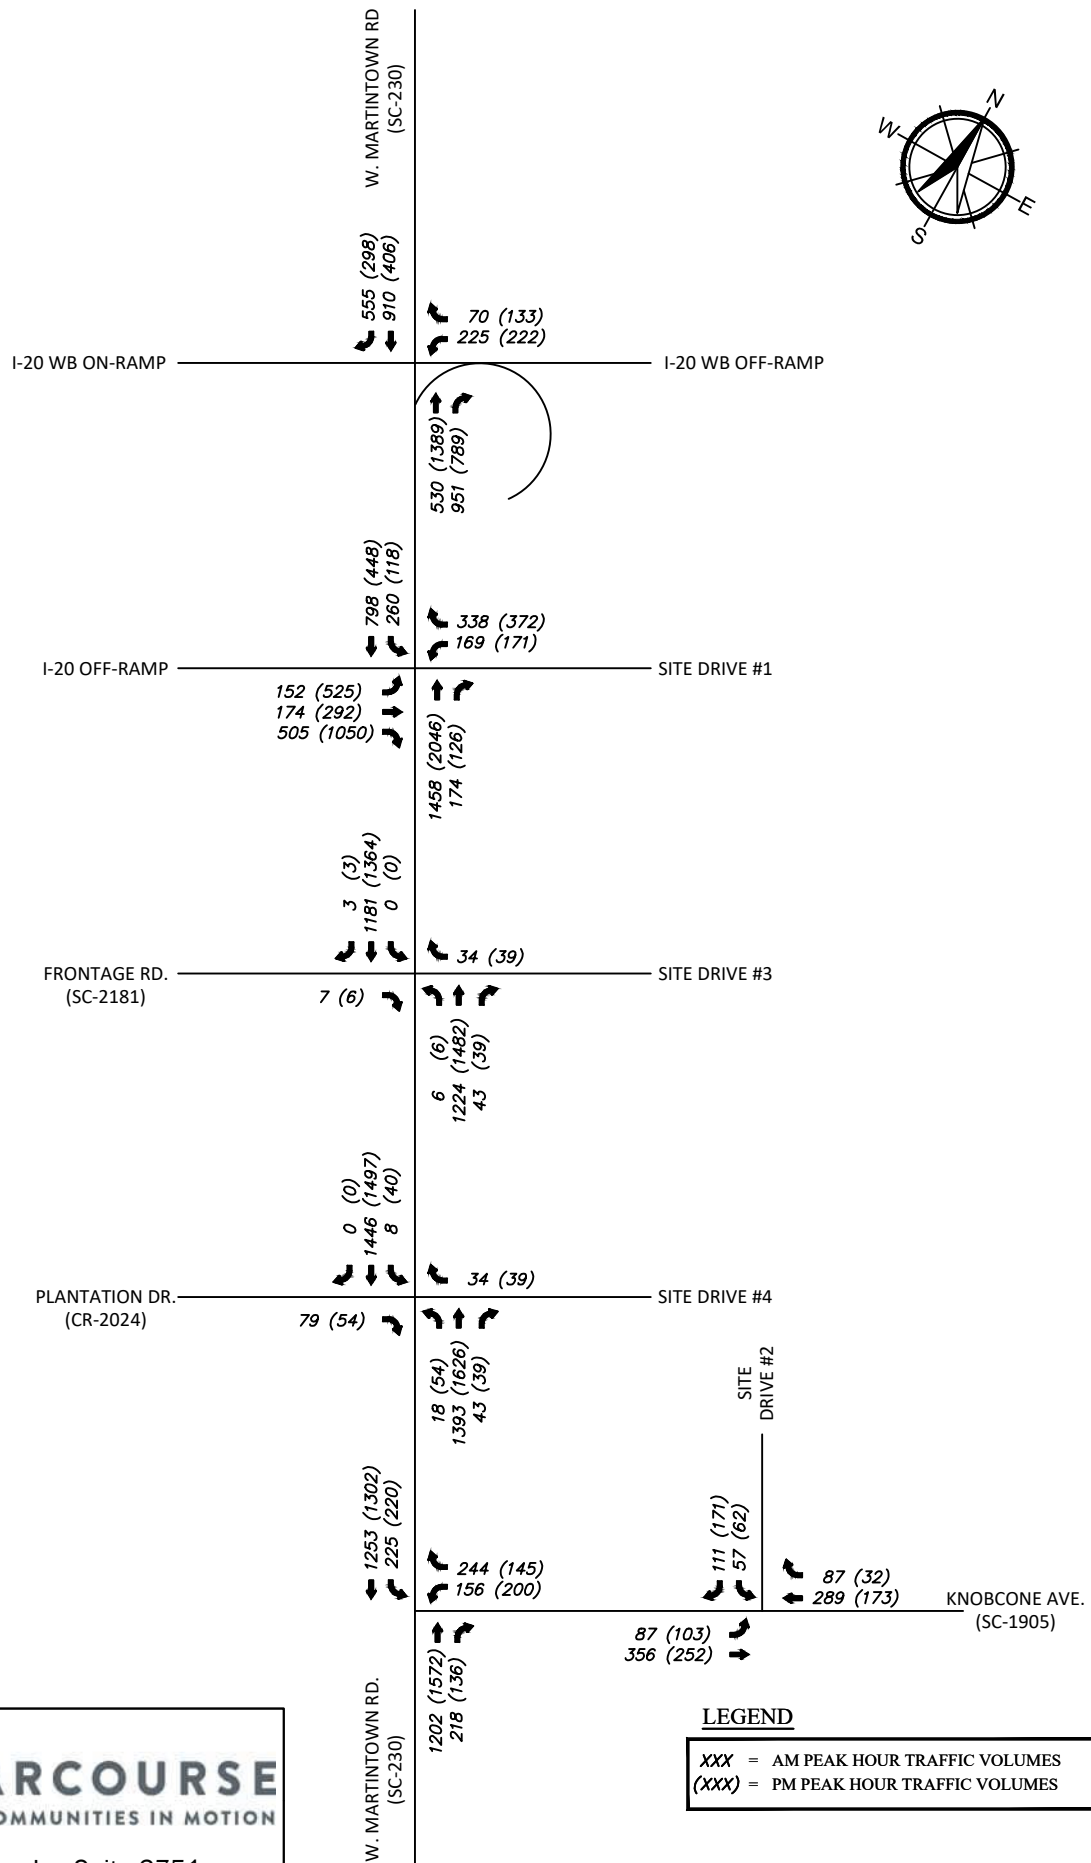 W. MARTINTOWN RD
(SC-230)
N
W
E
S
555 (298)
910 (406)
70 (133)
225 (222)
I-20 WB ON-RAMP
I-20 WB OFF-RAMP
530 (1389)
951 (789)
798 (448)
260 (118)
338 (372)
169 (171)
I-20 OFF-RAMP
SITE DRIVE #1
152 (525)
174 (292)
505 (1050)
1458 (2046)
174 (126)
3 (3)
1181 (1364)
0 (0)
34 (39)
FRONTAGE RD.
(SC-2181)
SITE DRIVE #3
7 (6)
6 (6)
1224 (1482)
43 (39)
0 (0)
1446 (1497)
8 (40)
34 (39)
PLANTATION DR.
(CR-2024)
SITE DRIVE #4
79 (54)
18 (54)
1393 (1626)
43 (39)
SITE
DRIVE #2
1253 (1302)
225 (220)
244 (145)
156 (200)
111 (171)
57 (62)
87 (32)
289 (173)
KNOBCONE AVE.
(SC-1905)
87 (103)
356 (252)
1202 (1572)
218 (136)
W. MARTINTOWN RD.
(SC-230)
LEGEND
XXX = AM PEAK HOUR TRAFFIC VOLUMES
(XXX) = PM PEAK HOUR TRAFFIC VOLUMES
ARCOURSE
OMMUNITIES IN MOTION